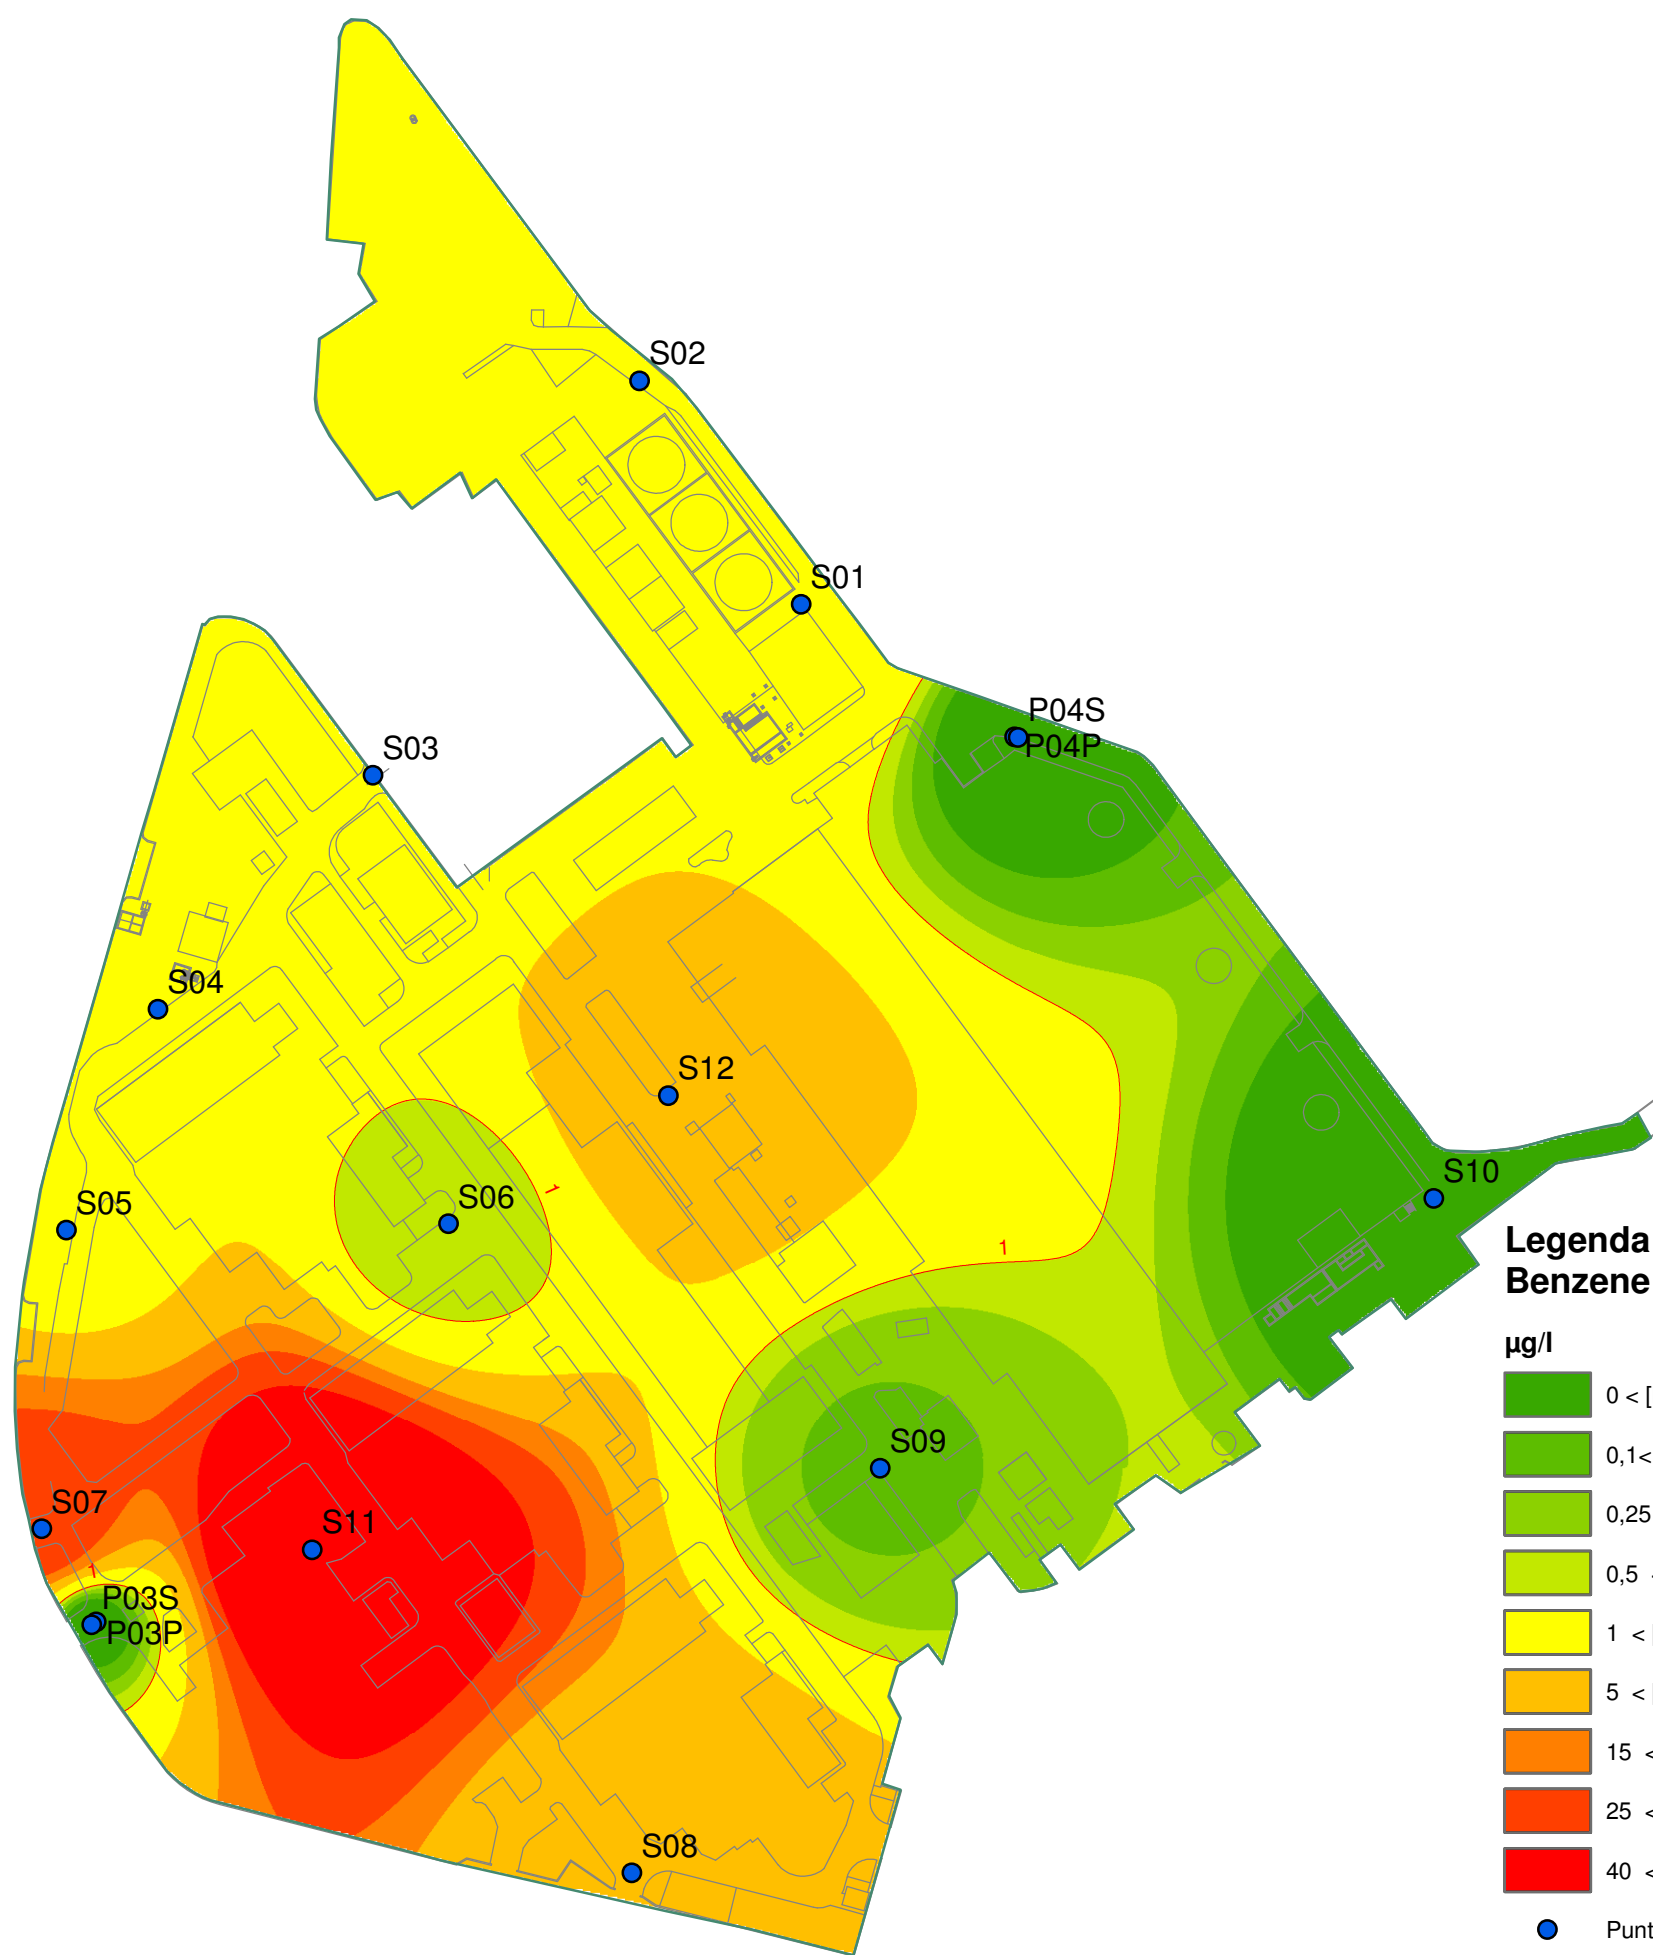 S02
S01
P04S
P04P
S03
S04
S12
S10
S06
1
S05
1
Legenda
Benzene
µg/l
0 < [
0,1<
0,25
0,5
1 <
5 <
15 <
25 <
40 <
Punt
S09
S07
S11
1
P03S
P03P
S08